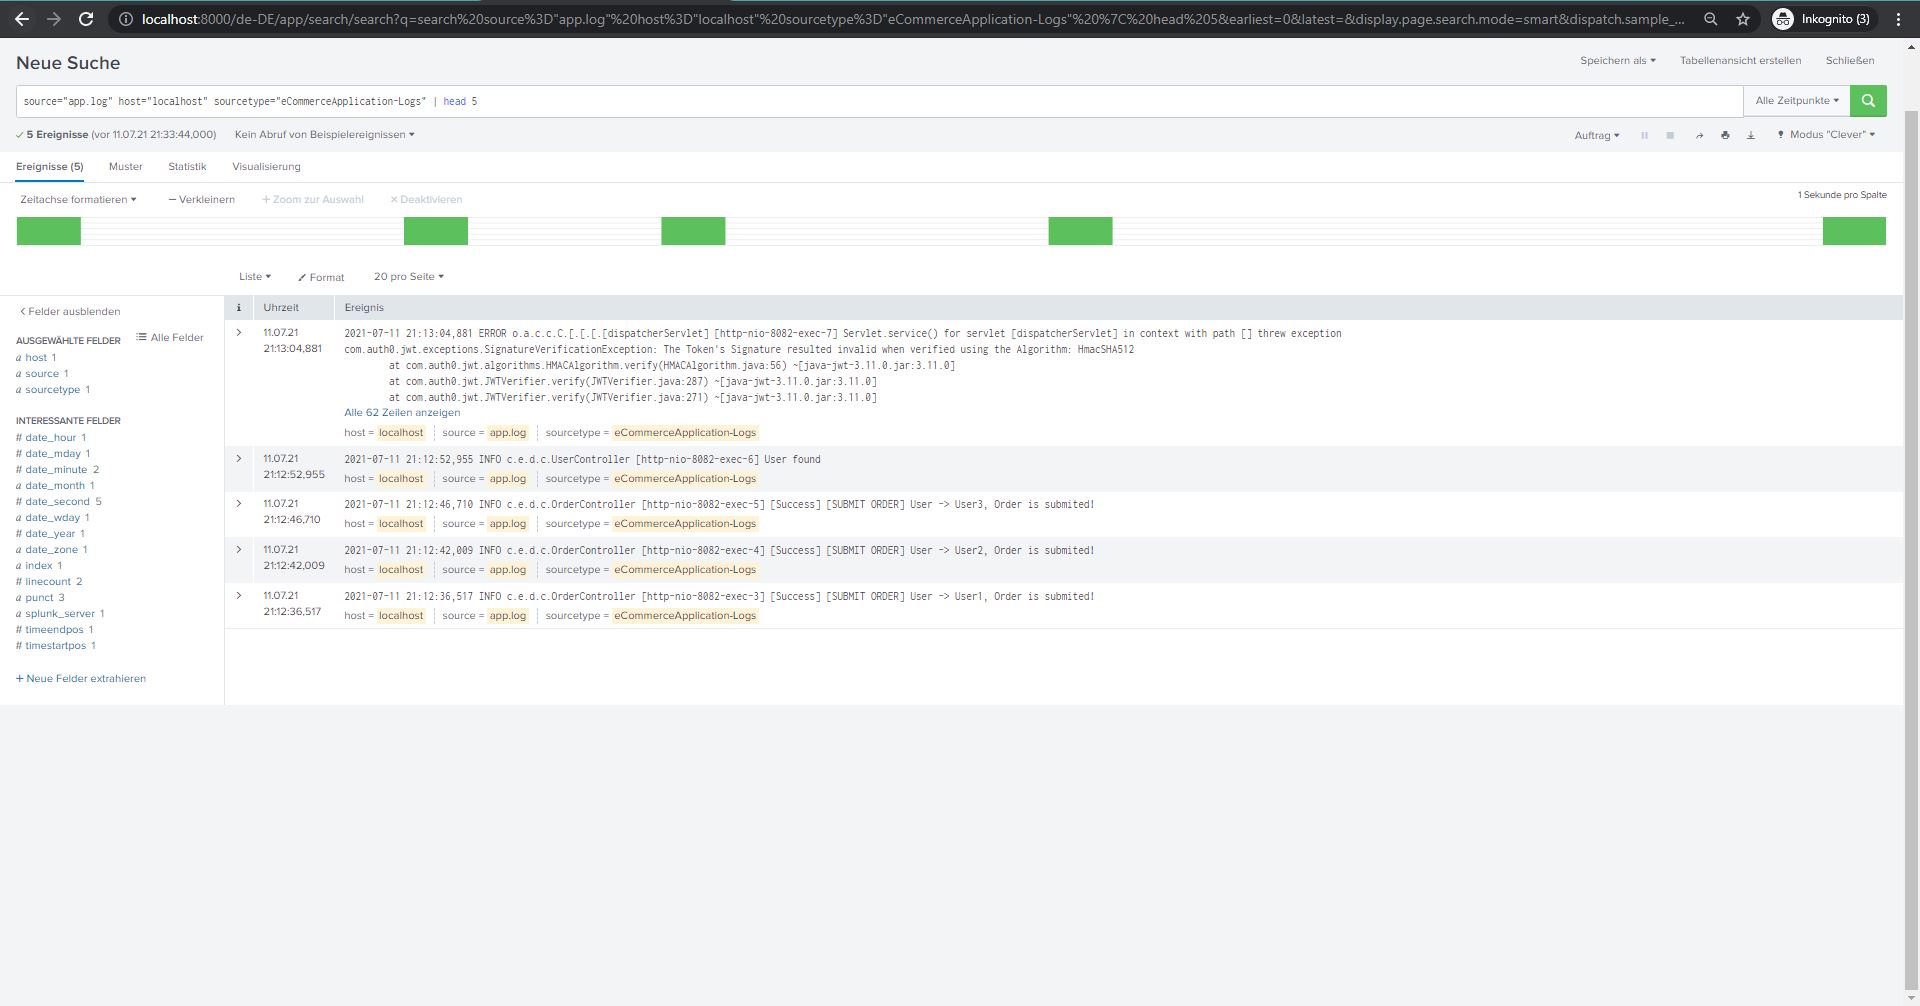 localhost:8000/de-DE/app/search/search?q=search%20source%3D"app.log"%20host%3D"localhost"%20sourcetype%3D"eCommerceApplication-Logs"%20%7C%20head%205&earliest=0&latest=&display.page.search.mode=smart&dispatch.sample_... Inkognito (3)
Neue Suche
Speichern als Tabellenansicht erstellen Schließen
source="app.log" host="localhost" sourcetype="eCommerceApplication-Logs" | head 5
Alle Zeitpunkte
5 Ereignisse (vor 11.07.21 21:33:44,000) Kein Abruf von Beispielereignissen
Auftrag Modus "Clever"
Ereignisse (5) Muster Statistik Visualisierung
Zeitachse formatieren — Verkleinern + Zoom zur Auswahl × Deaktivieren
1 Sekunde pro Spalte
Liste Format 20 pro Seite
< Felder ausblenden
Alle Felder
AUSGEWÄHLTE FELDER
a host 1
a source 1
a sourcetype 1
INTERESSANTE FELDER
# date_hour 1
# date_mday 1
# date_minute 2
a date_month 1
# date_second 5
a date_wday 1
# date_year 1
a date_zone 1
a index 1
# linecount 2
a punct 3
a splunk_server 1
# timeendpos 1
# timestartpos 1
+ Neue Felder extrahieren
i Uhrzeit Ereignis
> 11.07.21
21:13:04,881
2021-07-11 21:13:04,881 ERROR o.a.c.c.C.[.[.[.[dispatcherServlet] [http-nio-8082-exec-7] Servlet.service() for servlet [dispatcherServlet] in context with path [] threw exception
com.auth0.jwt.exceptions.SignatureVerificationException: The Token's Signature resulted invalid when verified using the Algorithm: HmacSHA512
at com.auth0.jwt.algorithms.HMACAlgorithm.verify(HMACAlgorithm.java:56) ~[java-jwt-3.11.0.jar:3.11.0]
at com.auth0.jwt.JWTVerifier.verify(JWTVerifier.java:287) ~[java-jwt-3.11.0.jar:3.11.0]
at com.auth0.jwt.JWTVerifier.verify(JWTVerifier.java:271) ~[java-jwt-3.11.0.jar:3.11.0]
Alle 62 Zeilen anzeigen
host = localhost source = app.log sourcetype = eCommerceApplication-Logs
> 11.07.21
21:12:52,955
2021-07-11 21:12:52,955 INFO c.e.d.c.UserController [http-nio-8082-exec-6] User found
host = localhost source = app.log sourcetype = eCommerceApplication-Logs
> 11.07.21
21:12:46,710
2021-07-11 21:12:46,710 INFO c.e.d.c.OrderController [http-nio-8082-exec-5] [Success] [SUBMIT ORDER] User -> User3, Order is submited!
host = localhost source = app.log sourcetype = eCommerceApplication-Logs
> 11.07.21
21:12:42,009
2021-07-11 21:12:42,009 INFO c.e.d.c.OrderController [http-nio-8082-exec-4] [Success] [SUBMIT ORDER] User -> User2, Order is submited!
host = localhost source = app.log sourcetype = eCommerceApplication-Logs
> 11.07.21
21:12:36,517
2021-07-11 21:12:36,517 INFO c.e.d.c.OrderController [http-nio-8082-exec-3] [Success] [SUBMIT ORDER] User -> User1, Order is submited!
host = localhost source = app.log sourcetype = eCommerceApplication-Logs